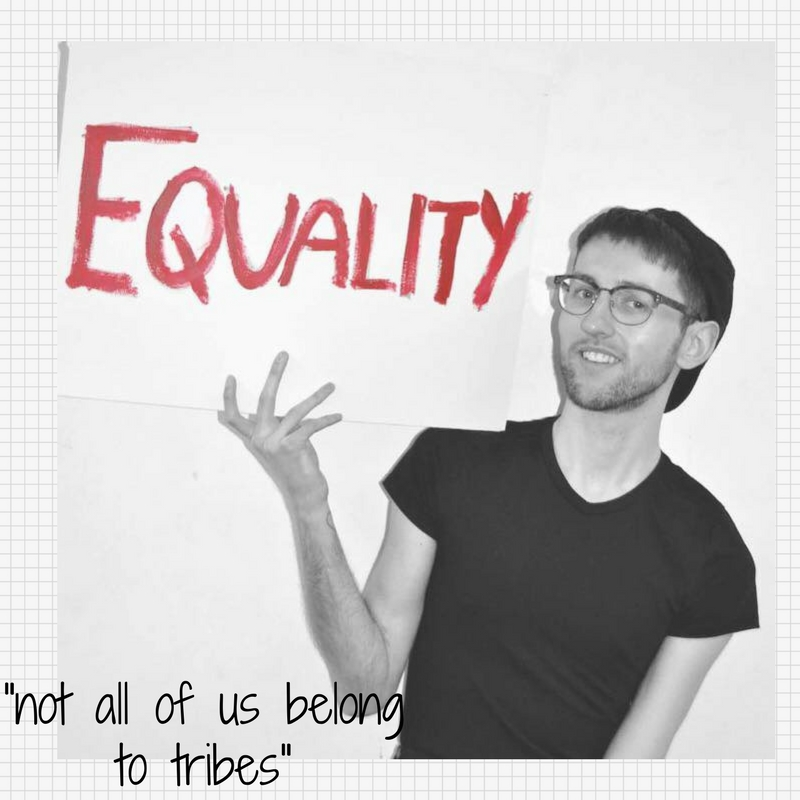 EQUALITY
"not all of us belong
to tribes"